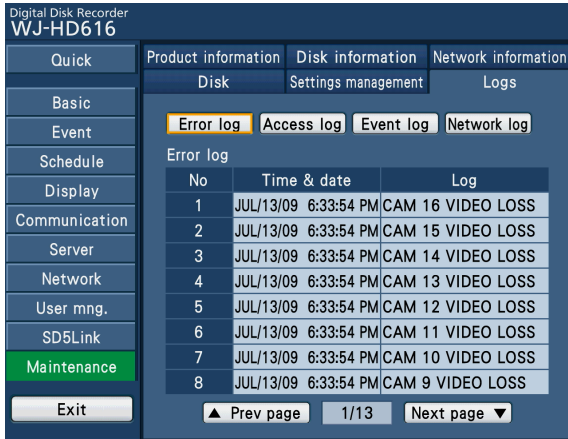 Digital Disk Recorder
WJ-HD616
Quick
Basic
Event
Schedule
Display
Communication
Server
Network
User mng.
SD5Link
Maintenance
Exit
Product information Disk information Network information
Disk Settings management Logs
Error log Access log Event log Network log
Error log
No Time & date Log
1 JUL/13/09 6:33:54 PM CAM 16 VIDEO LOSS
2 JUL/13/09 6:33:54 PM CAM 15 VIDEO LOSS
3 JUL/13/09 6:33:54 PM CAM 14 VIDEO LOSS
4 JUL/13/09 6:33:54 PM CAM 13 VIDEO LOSS
5 JUL/13/09 6:33:54 PM CAM 12 VIDEO LOSS
6 JUL/13/09 6:33:54 PM CAM 11 VIDEO LOSS
7 JUL/13/09 6:33:54 PM CAM 10 VIDEO LOSS
8 JUL/13/09 6:33:54 PM CAM 9 VIDEO LOSS
▲ Prev page 1/13 Next page ▼